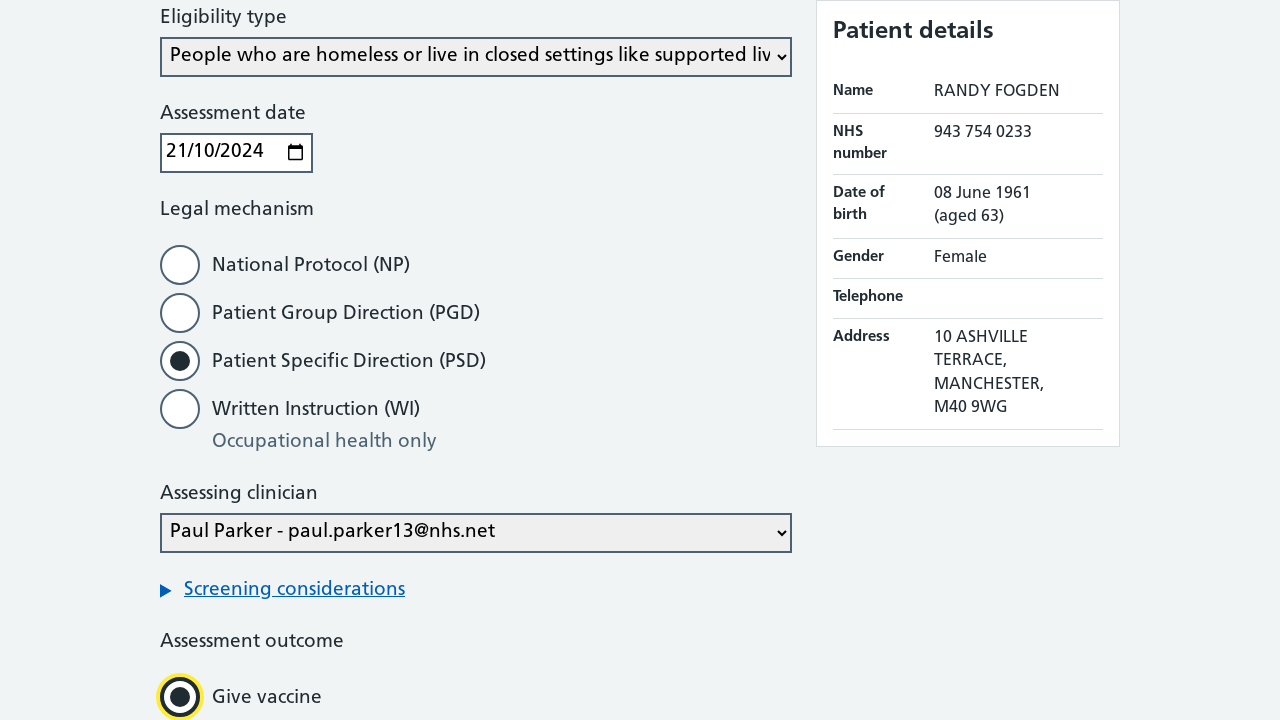 Eligibility type
People who are homeless or live in closed settings like supported liv
Assessment date
21/10/2024
Legal mechanism
National Protocol (NP)
Patient Group Direction (PGD)
Patient Specific Direction (PSD)
Written Instruction (WI)
Occupational health only
Assessing clinician
Paul Parker - paul.parker13@nhs.net
Screening considerations
Assessment outcome
Give vaccine
Patient details
Name RANDY FOGDEN
NHS number 943 754 0233
Date of birth 08 June 1961
(aged 63)
Gender Female
Telephone
Address 10 ASHVILLE
TERRACE,
MANCHESTER,
M40 9WG